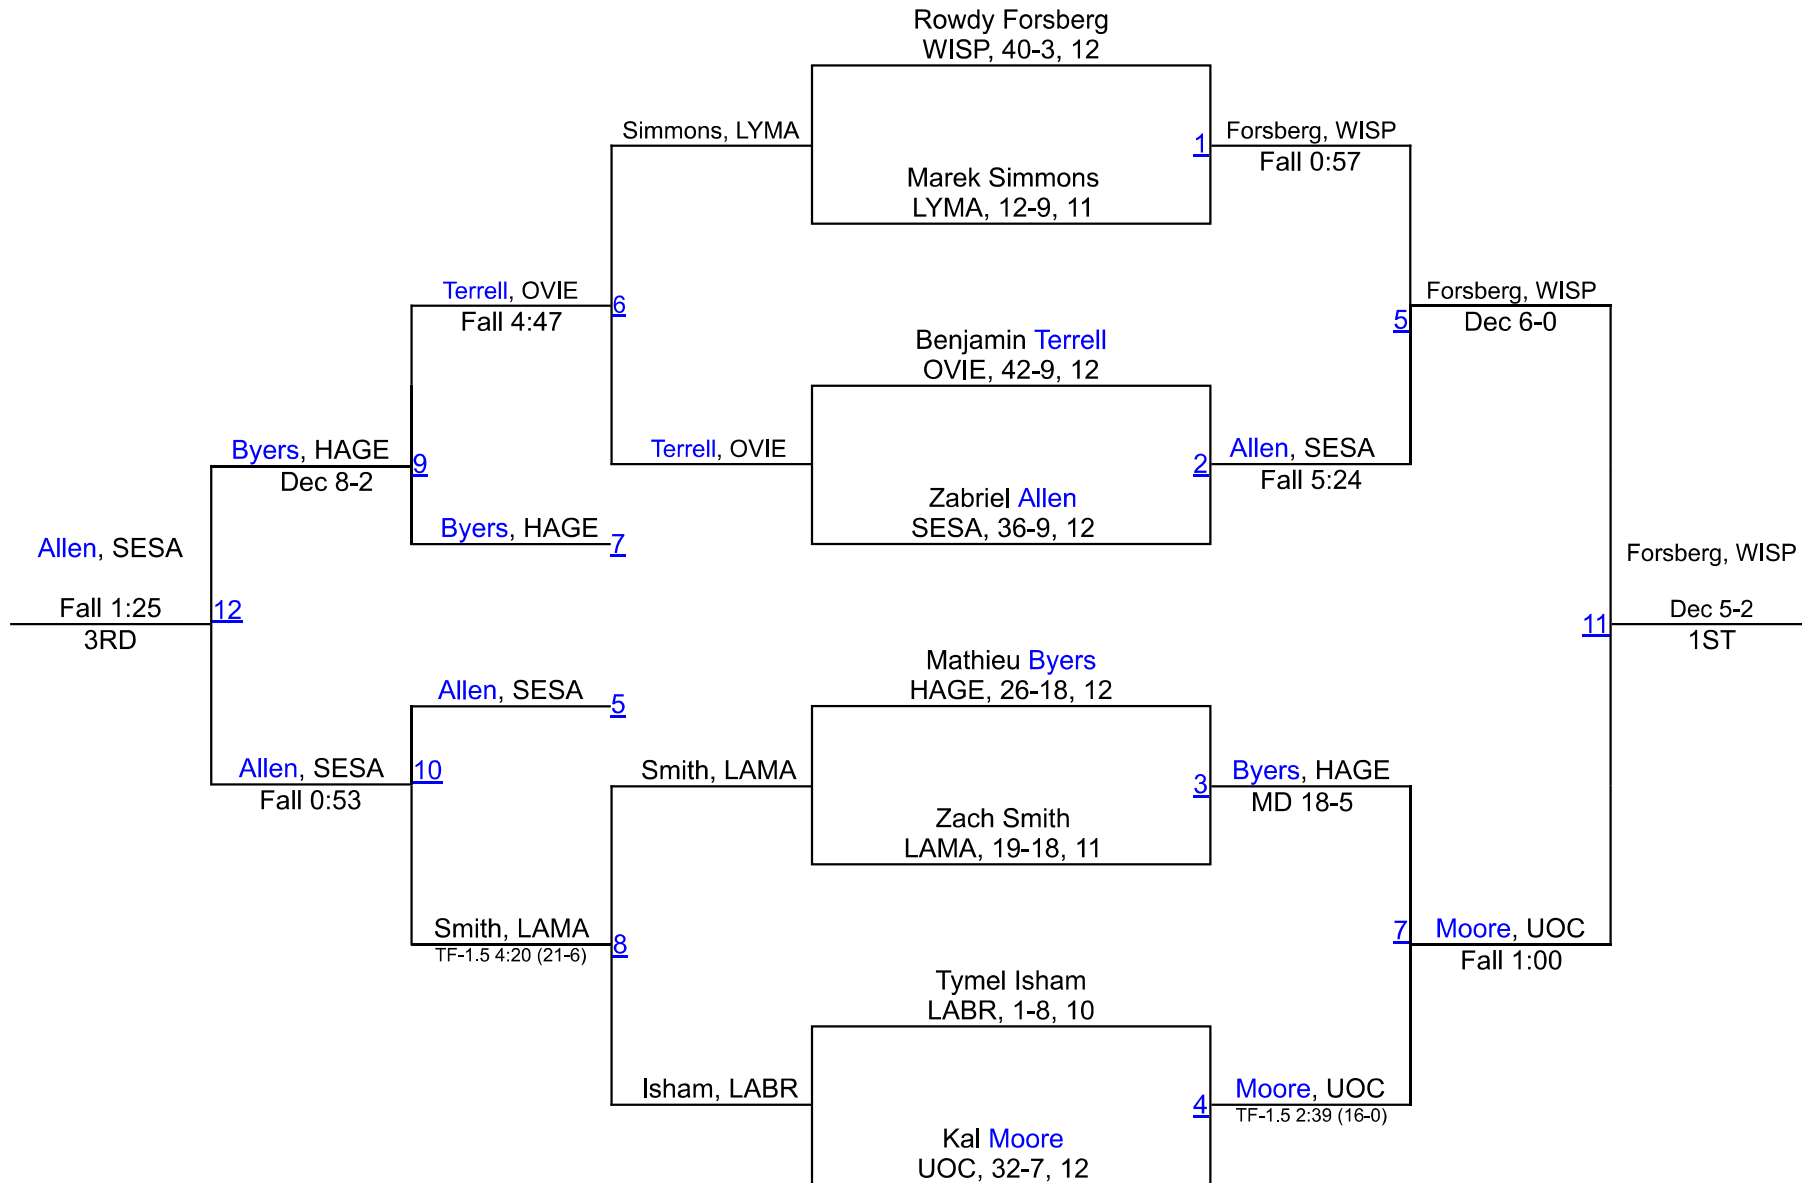 Rowdy Forsberg
WISP, 40-3, 12
Simmons, LYMA
1
Forsberg, WISP
Fall 0:57
Marek Simmons
LYMA, 12-9, 11
Terrell, OVIE
Fall 4:47
6
Forsberg, WISP
Dec 6-0
5
Benjamin Terrell
OVIE, 42-9, 12
Byers, HAGE
Dec 8-2
9
Terrell, OVIE
2
Allen, SESA
Fall 5:24
Zabriel Allen
SESA, 36-9, 12
Byers, HAGE
7
Allen, SESA
Fall 1:25
3RD
12
Forsberg, WISP
Dec 5-2
1ST
11
Mathieu Byers
HAGE, 26-18, 12
Allen, SESA
5
Allen, SESA
Fall 0:53
10
Smith, LAMA
3
Byers, HAGE
MD 18-5
Zach Smith
LAMA, 19-18, 11
Smith, LAMA
TF-1.5 4:20 (21-6)
8
7
Moore, UOC
Fall 1:00
Tymel Isham
LABR, 1-8, 10
Isham, LABR
4
Moore, UOC
TF-1.5 2:39 (16-0)
Kal Moore
UOC, 32-7, 12